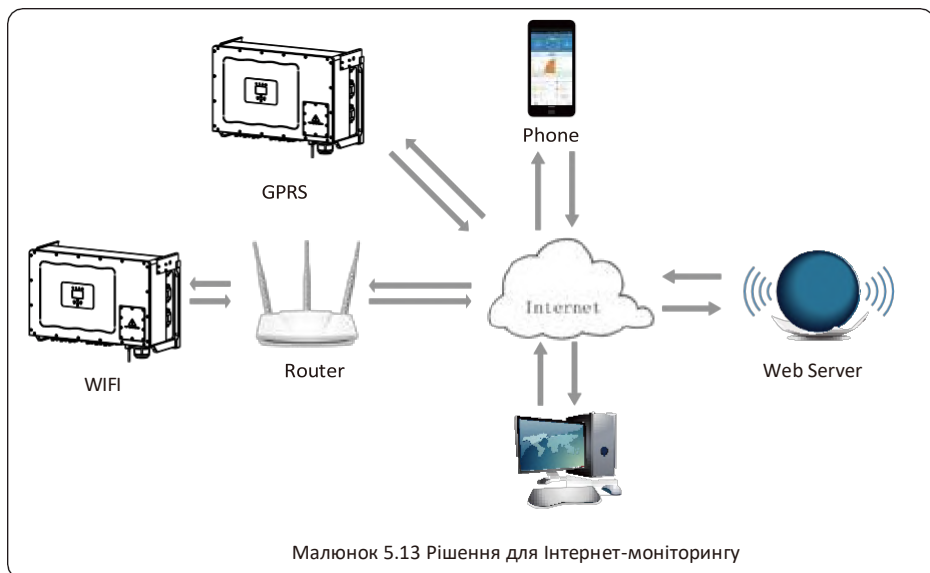 Phone
GPRS
Internet
WIFI
Router
Web Server
Малюнок 5.13 Рішення для Інтернет-моніторингу